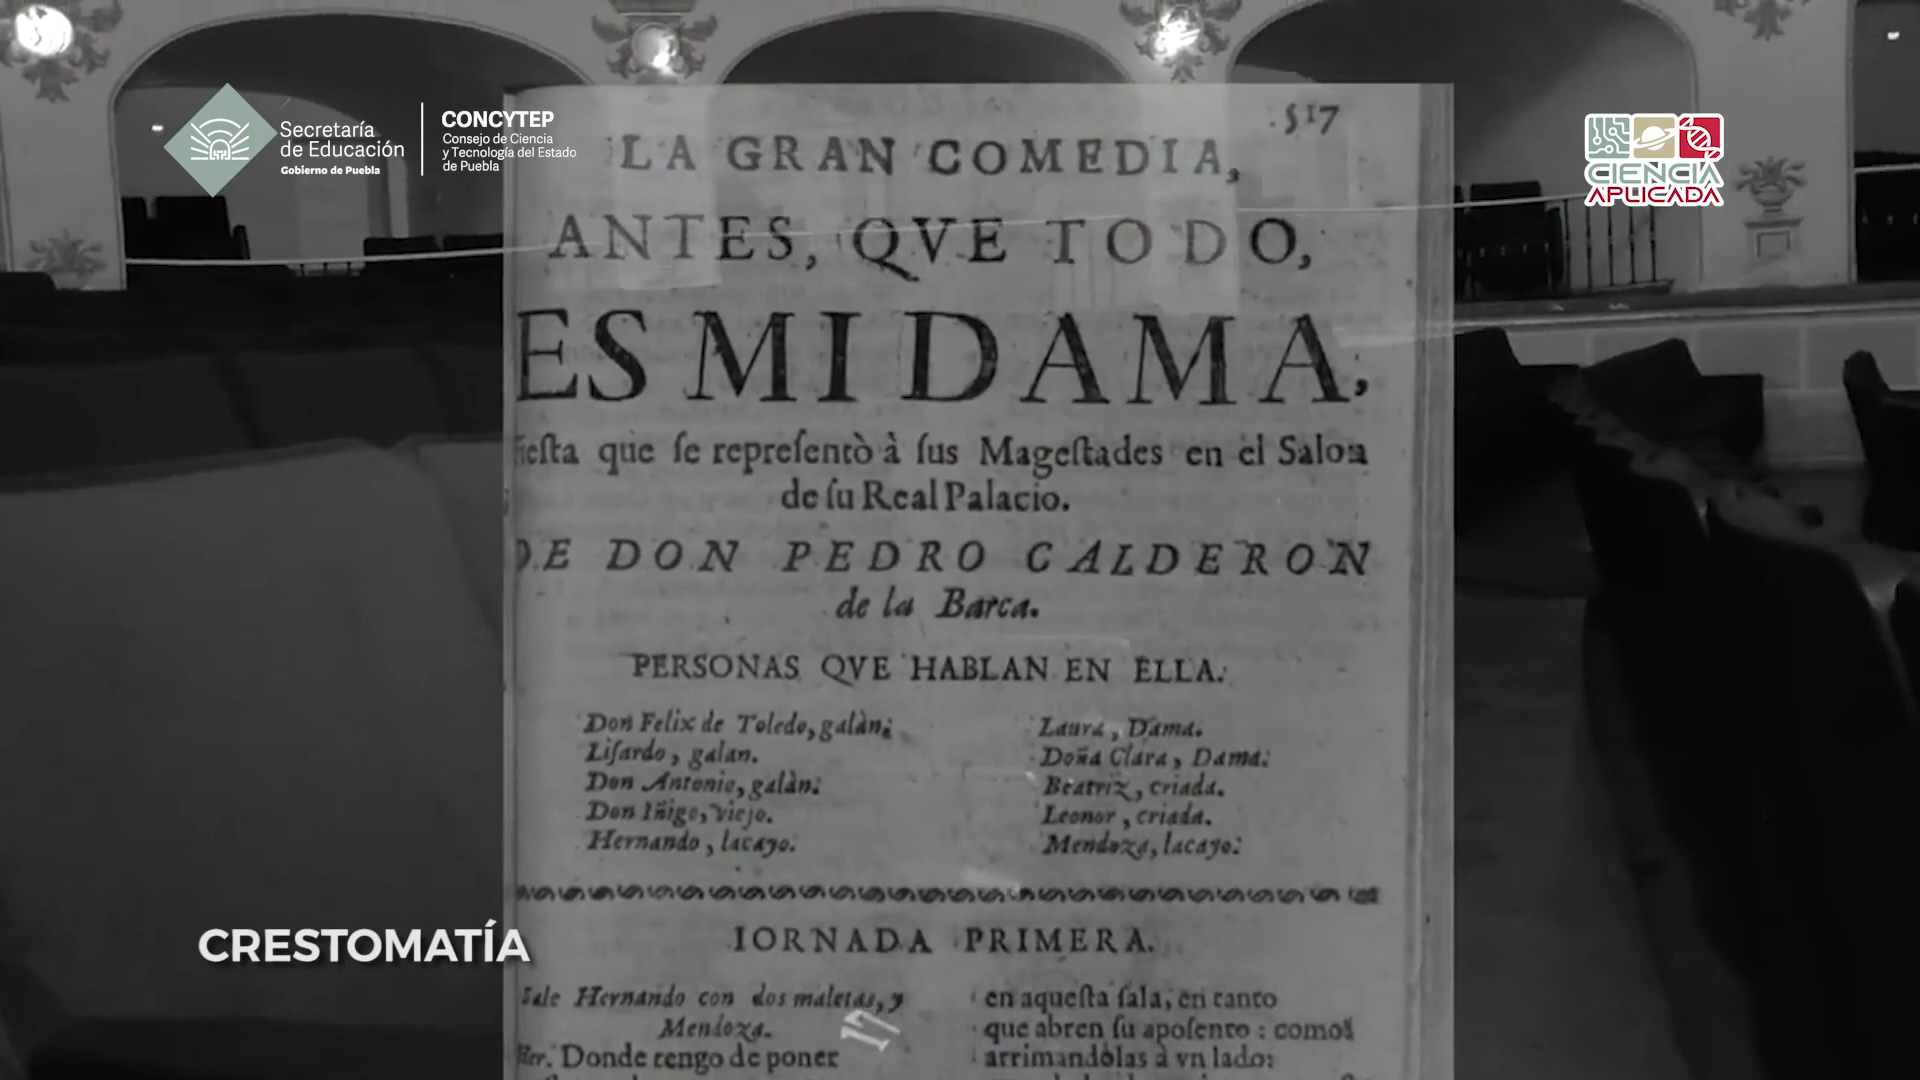 Secretaría
de Educación
Gobierno de Puebla
CONCYTEP
Consejo de Ciencia
y Tecnología del Estado
de Puebla
CIENCIA
APLICADA
517
LA GRAN COMEDIA,
ANTES, QVE TODO,
ES MI DAMA,
fiesta que ſe repreſentò à ſus Mageſtades en el Salon
de ſu Real Palacio.
DE DON PEDRO CALDERON
de la Barca.
PERSONAS QVE HABLAN EN ELLA.
Don Felix de Toledo, galàn.
Liſardo, galan.
Don Antonio, galàn.
Don Iñigo, viejo.
Hernando, lacayo.
Laura, Dama.
Doña Clara, Dama.
Beatriz, criada.
Leonor, criada.
Mendoza, lacayo.
IORNADA PRIMERA.
Sale Hernando con dos maletas, y
Mendoza.
Her. Donde tengo de poner
en aqueſta ſala, en tanto
que abren ſu apoſento: como
arrimandolas à vn lado:
17
CRESTOMATÍA